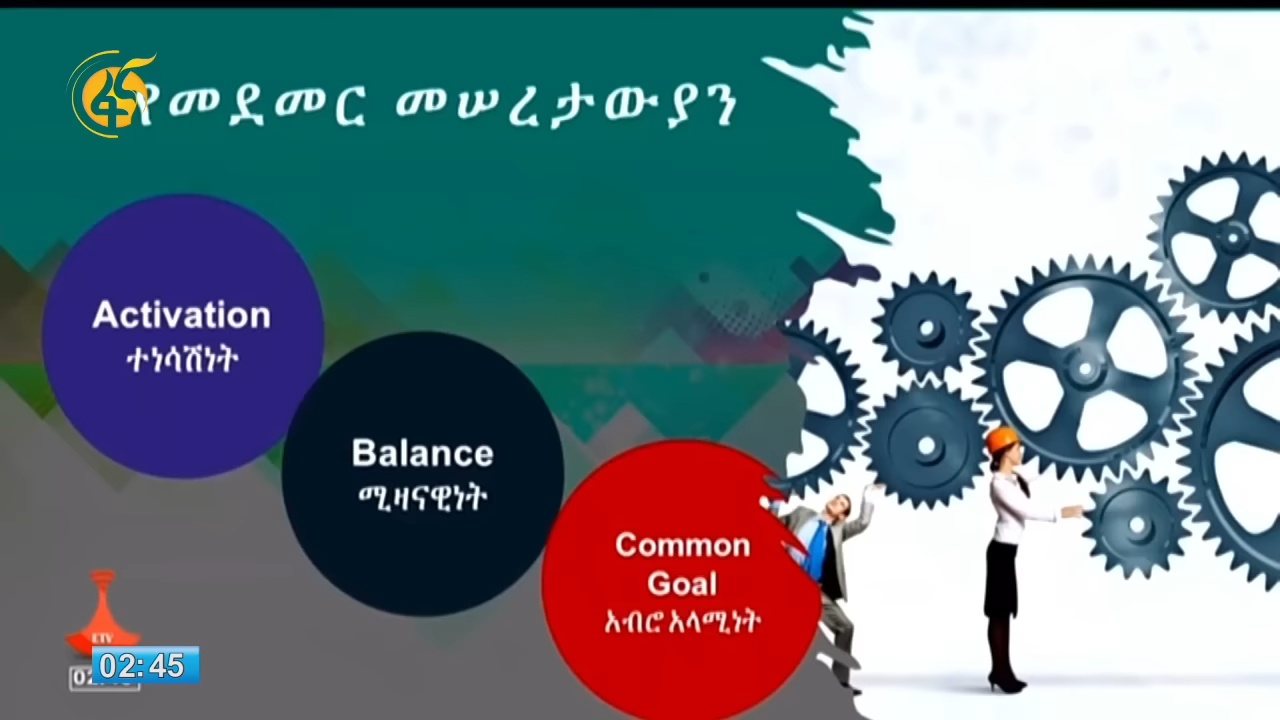 የመደመር መሠረታውያን
Activation
ተነሳሽነት
Balance
ሚዛናዊነት
Common
Goal
አብሮ አላሚነት
ETV
02:45